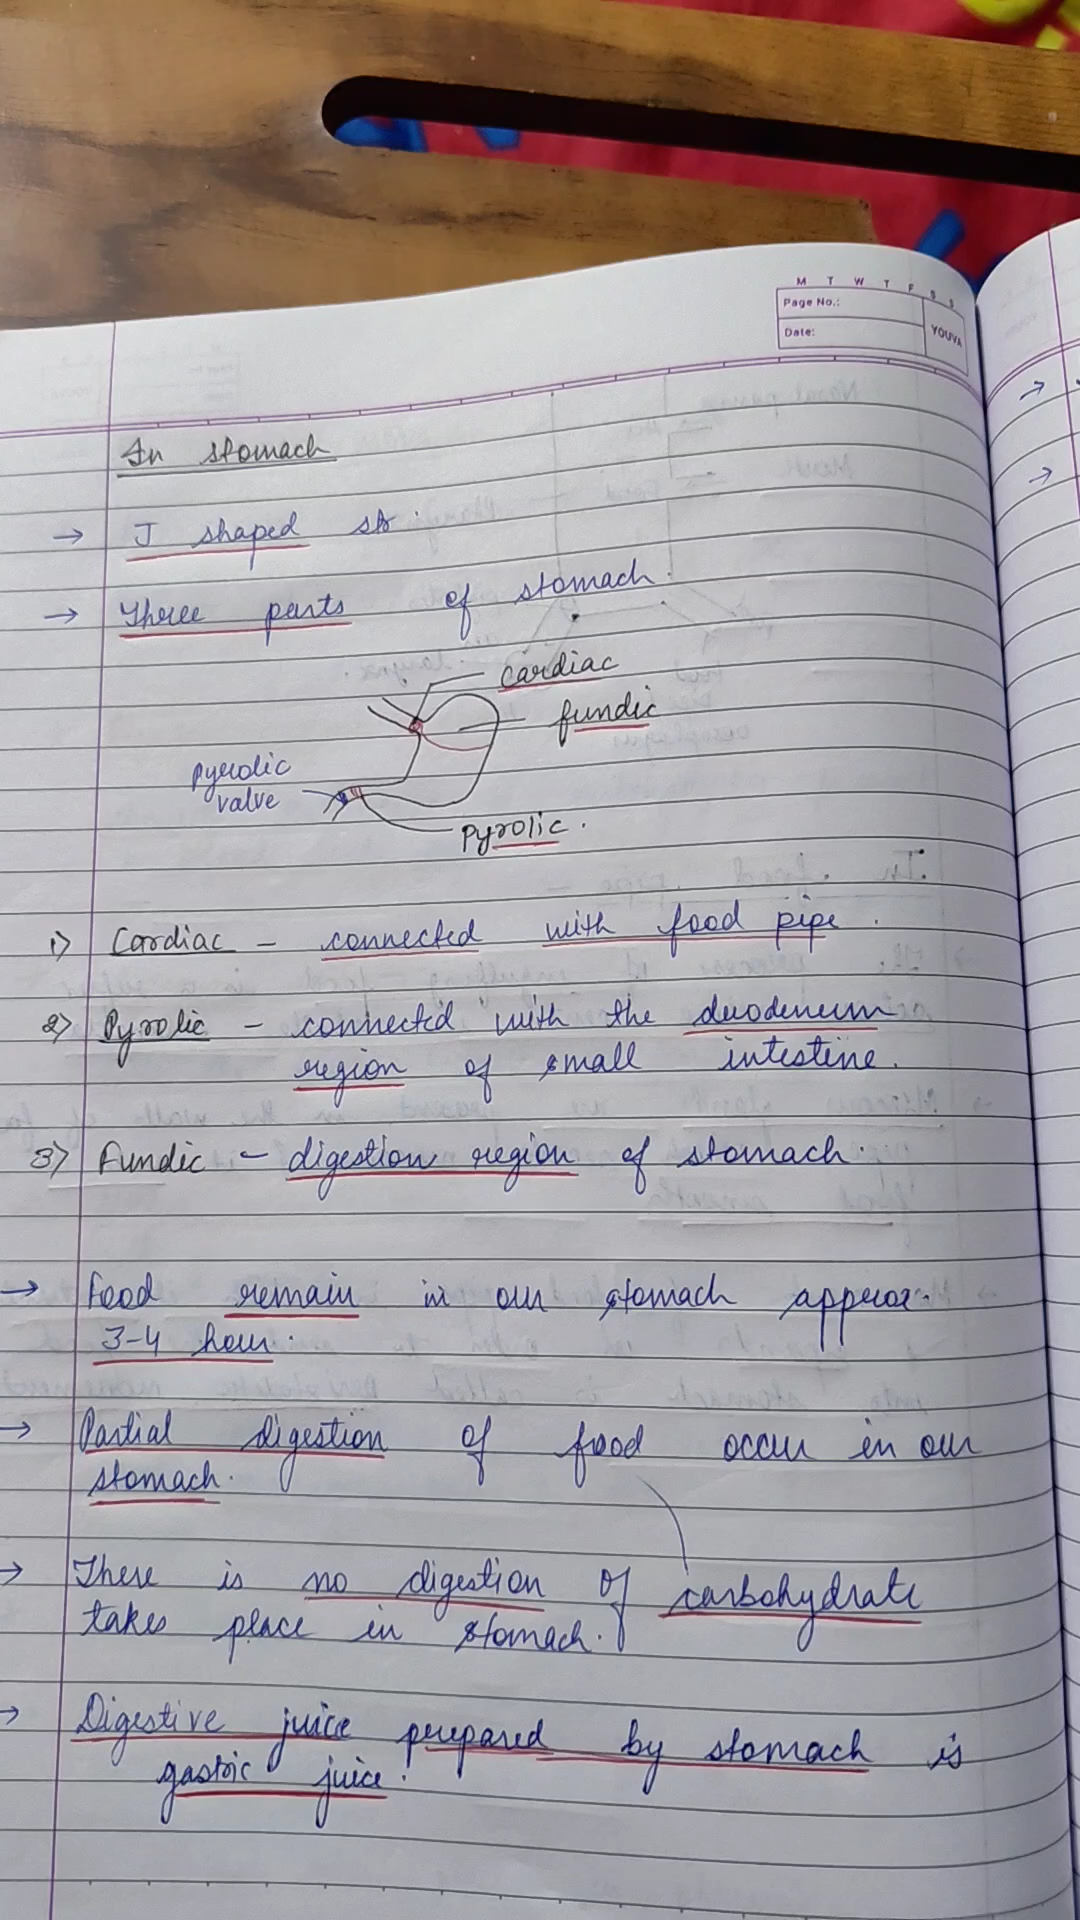 M T W T F S S
Page No.:
Date:
YOUVA
In stomach
→ J shaped str.
→ Three parts of stomach.
cardiac
fundic
pyrolic
valve
pyrolic.
1) Cardiac - connected with food pipe.
2) Pyrolic - connected with the duodenum
region of small intestine.
3) Fundic - digestion region of stomach.
→ Food remain in our stomach approx.
3-4 hour.
→ Partial digestion of food occur in our
stomach.
→ There is no digestion of carbohydrate
takes place in stomach.
→ Digestive juice prepared by stomach is
gastric juice.